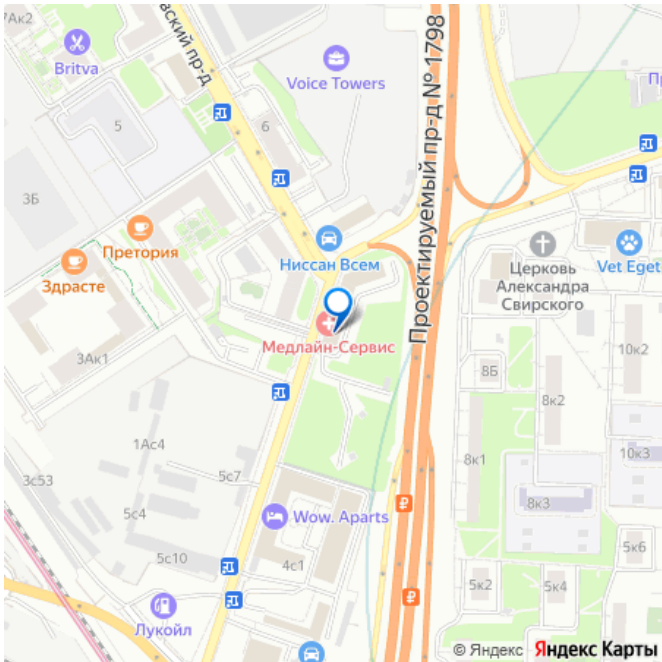 7Ак2
Britva
вский пр-д
Voice Towers
Проектируемый пр-д № 1798
Пр
5
6
3Б
Претория
Ниссан Всем
Здрасте
Церковь
Александра
Свирского
Vet Eget
Медлайн-Сервис
3Ак1
8Б
10к2
8к2
1Ас4
10к3
3с53
5с7
8к1
5с4
8к3
Wow. Aparts
5с10
4с1
5к6
5к2
5к4
Лукойл
© Яндекс Яндекс Карты